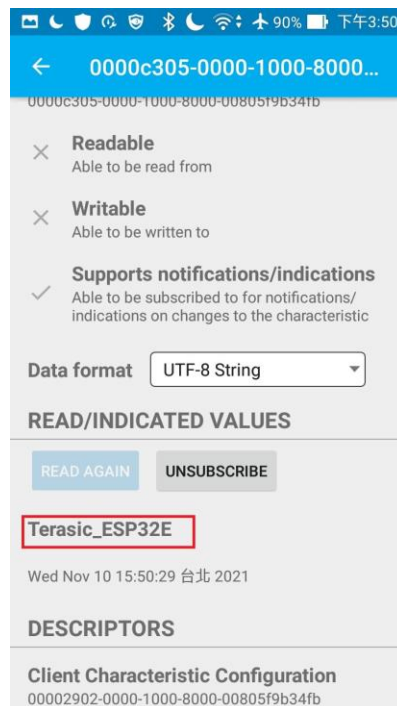 90% 下午3:50
0000c305-0000-1000-8000...
0000c305-0000-1000-8000-00805f9b34fb
Readable
Able to be read from
Writable
Able to be written to
Supports notifications/indications
Able to be subscribed to for notifications/
indications on changes to the characteristic
Data format UTF-8 String
READ/INDICATED VALUES
READ AGAIN UNSUBSCRIBE
Terasic_ESP32E
Wed Nov 10 15:50:29 台北 2021
DESCRIPTORS
Client Characteristic Configuration
00002902-0000-1000-8000-00805f9b34fb